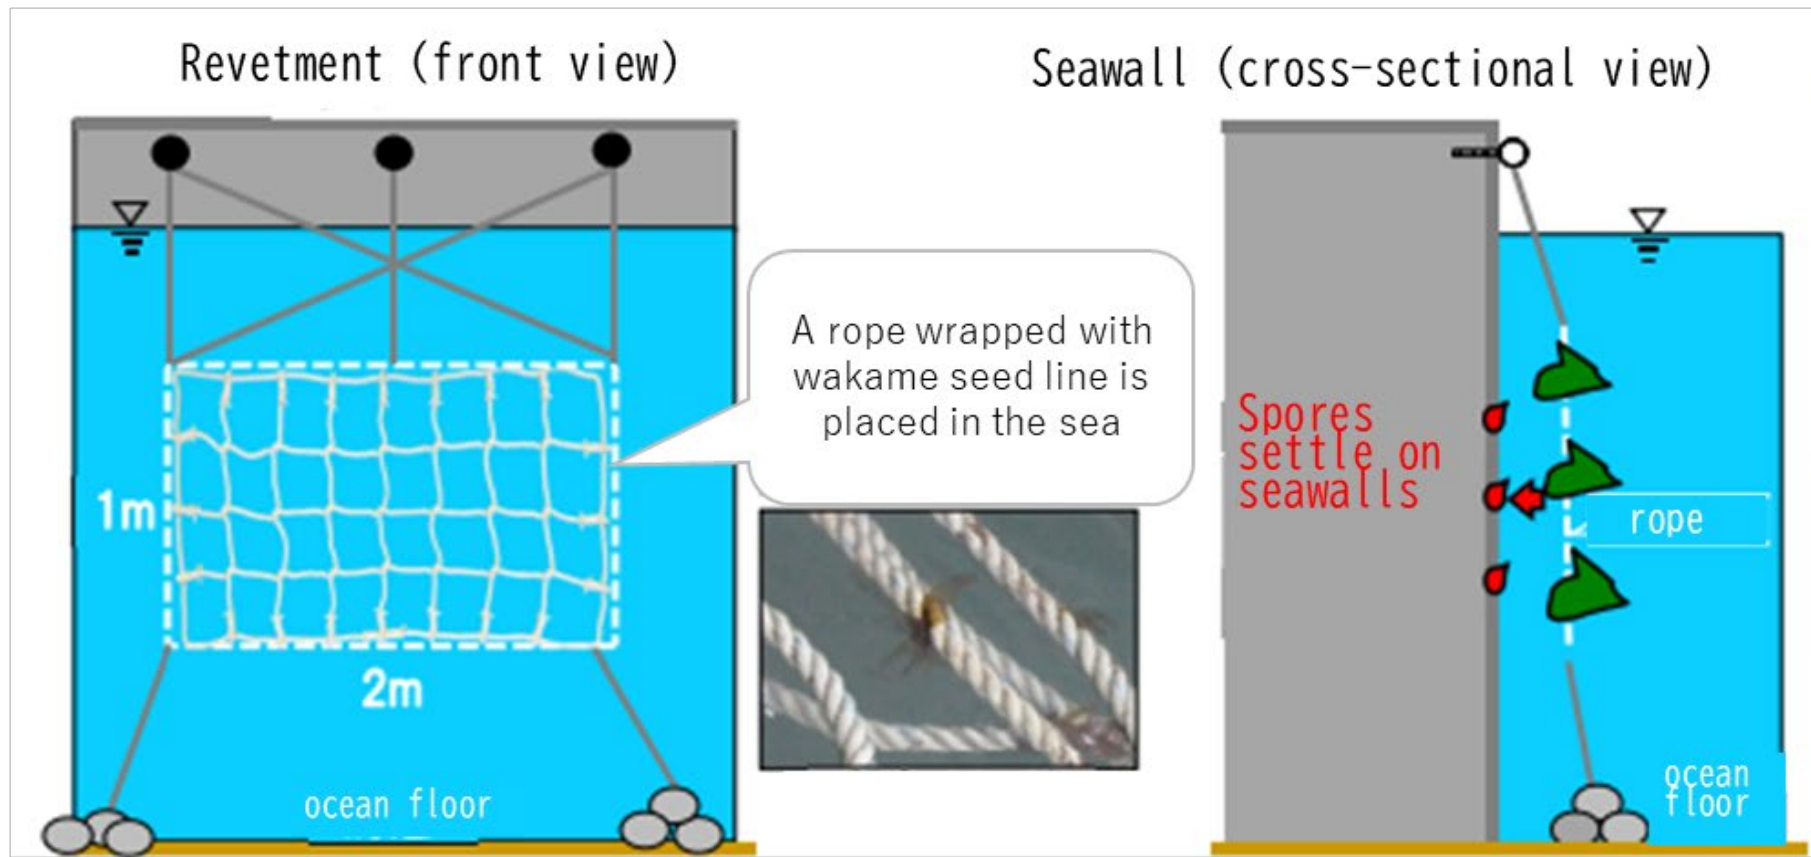 Revetment (front view)
Seawall (cross-sectional view)
A rope wrapped with
wakame seed line is
placed in the sea
1m
2m
ocean floor
Spores
settle on
seawalls
rope
ocean
floor